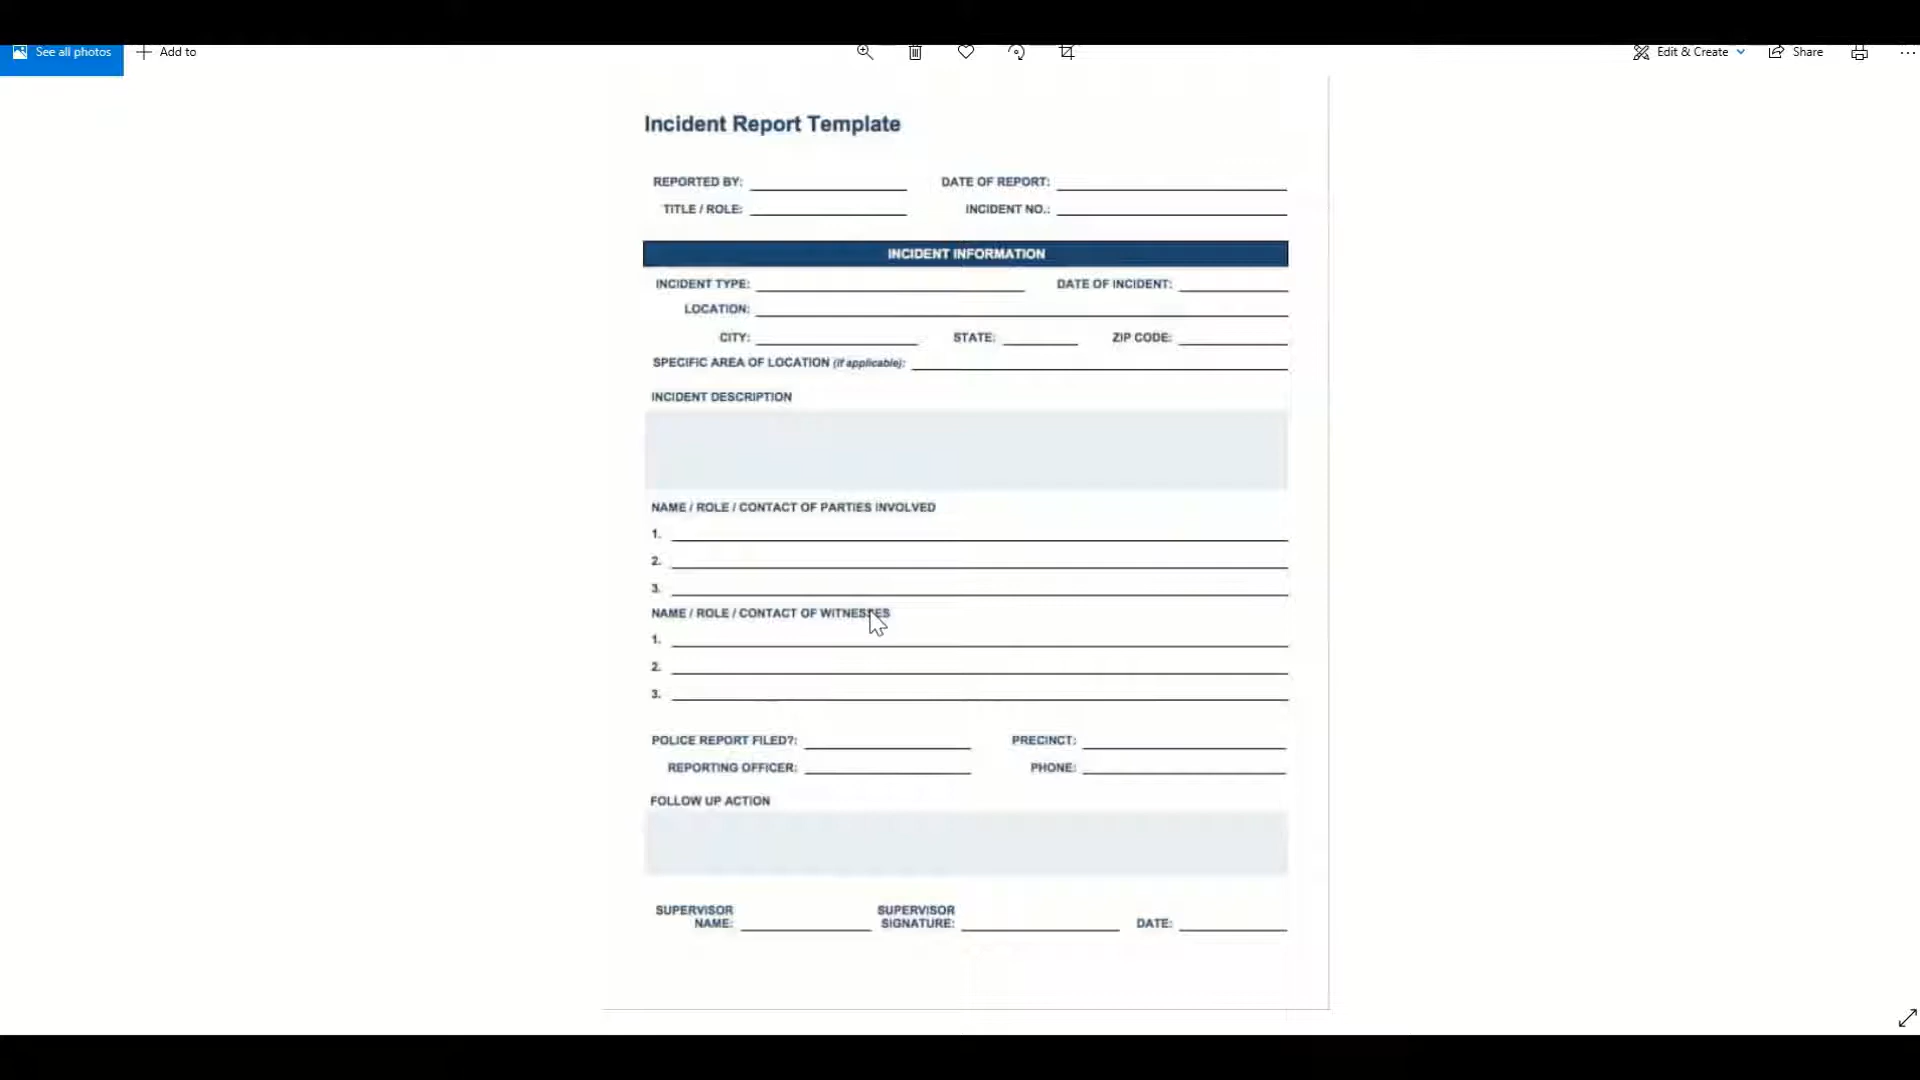 See all photos Add to Edit & Create Share
Incident Report Template
REPORTED BY: DATE OF REPORT:
TITLE / ROLE: INCIDENT NO.:
INCIDENT INFORMATION
INCIDENT TYPE: DATE OF INCIDENT:
LOCATION:
CITY: STATE: ZIP CODE:
SPECIFIC AREA OF LOCATION (if applicable):
INCIDENT DESCRIPTION
NAME / ROLE / CONTACT OF PARTIES INVOLVED
1.
2.
3.
NAME / ROLE / CONTACT OF WITNESSES
1.
2.
3.
POLICE REPORT FILED?: PRECINCT:
REPORTING OFFICER: PHONE:
FOLLOW UP ACTION
SUPERVISOR SUPERVISOR
NAME: SIGNATURE: DATE: